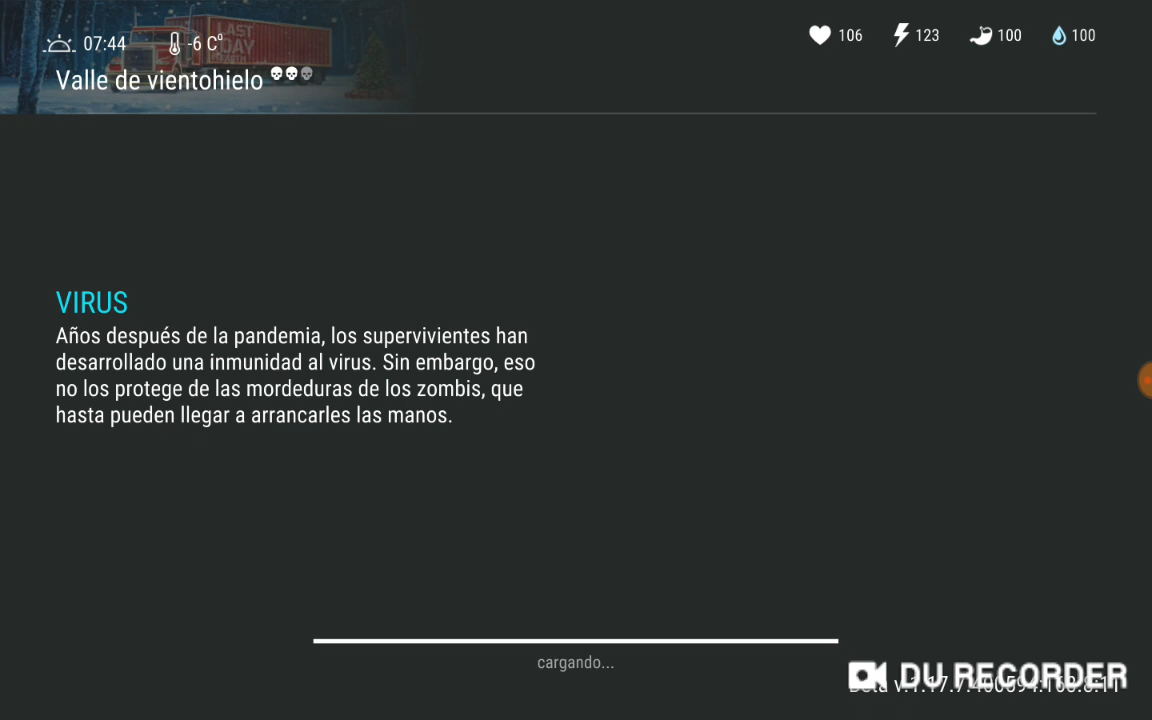 07:44
-6 C°
106
123
100
100
LAST
DAY
Valle de vientohielo
VIRUS
Años después de la pandemia, los supervivientes han
desarrollado una inmunidad al virus. Sin embargo, eso
no los protege de las mordeduras de los zombis, que
hasta pueden llegar a arrancarles las manos.
cargando...
DU RECORDER